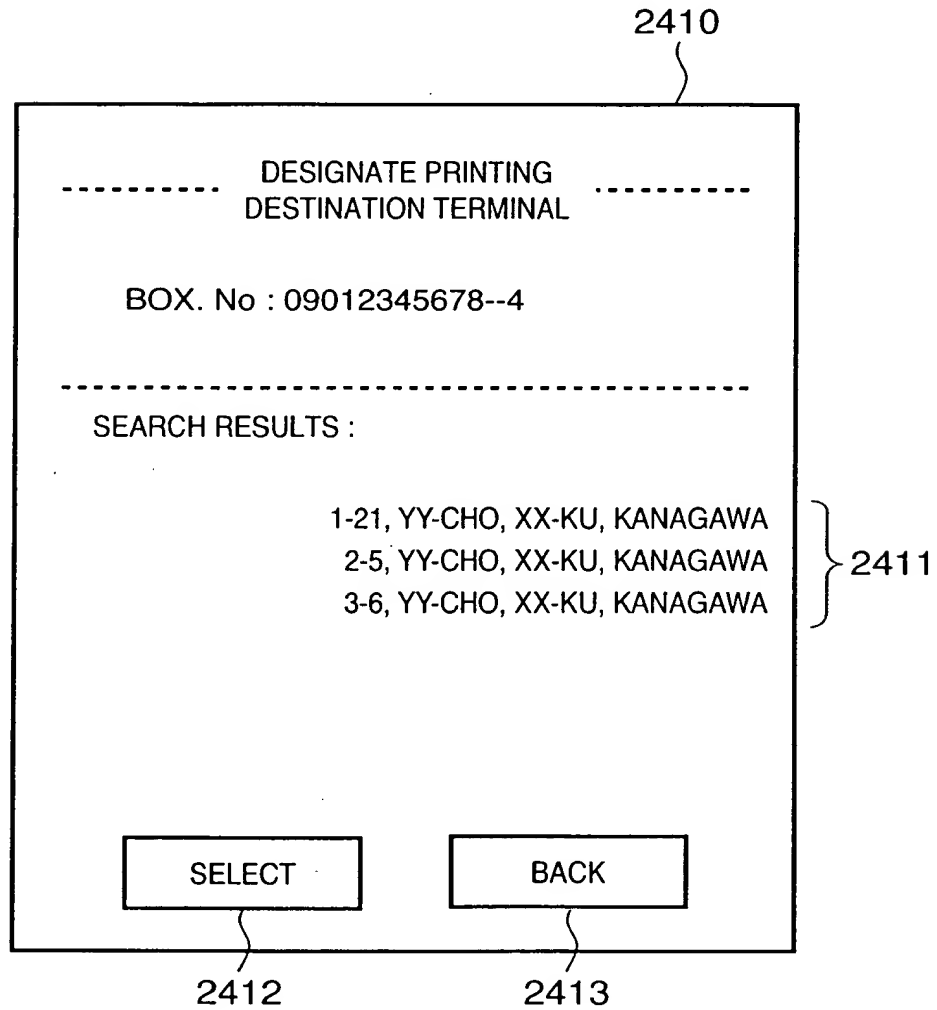 2410
DESIGNATE PRINTING
DESTINATION TERMINAL
BOX. No : 09012345678--4
SEARCH RESULTS :
1-21, YY-CHO, XX-KU, KANAGAWA
2-5, YY-CHO, XX-KU, KANAGAWA
3-6, YY-CHO, XX-KU, KANAGAWA
2411
SELECT
BACK
2412
2413